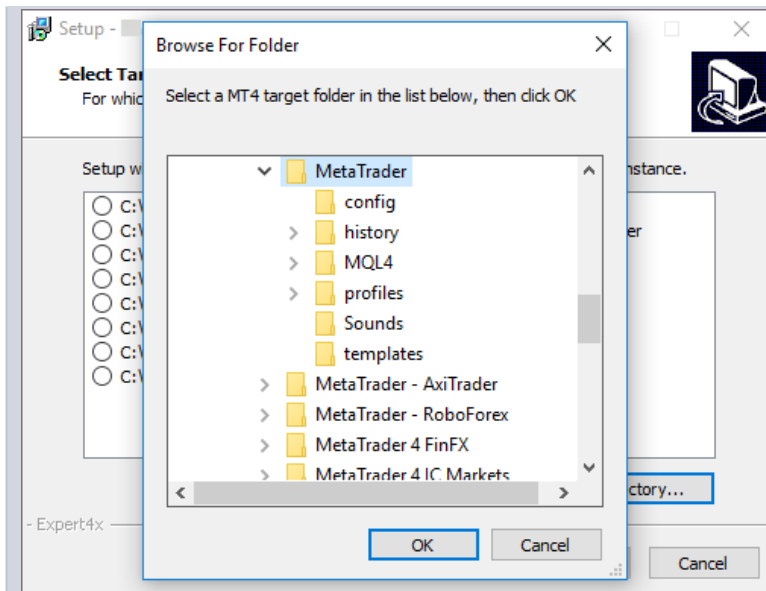 Setup -
Browse For Folder
Select Tar
For whic
Select a MT4 target folder in the list below, then click OK
Setup w
nstance.
MetaTrader
config
history
MQL4
profiles
Sounds
templates
MetaTrader - AxiTrader
MetaTrader - RoboForex
MetaTrader 4 FinFX
MetaTrader 4 IC Markets
C:\
C:\
er
C:\
C:\
C:\
C:\
C:\
C:\
ctory...
- Expert4x
OK
Cancel
Cancel